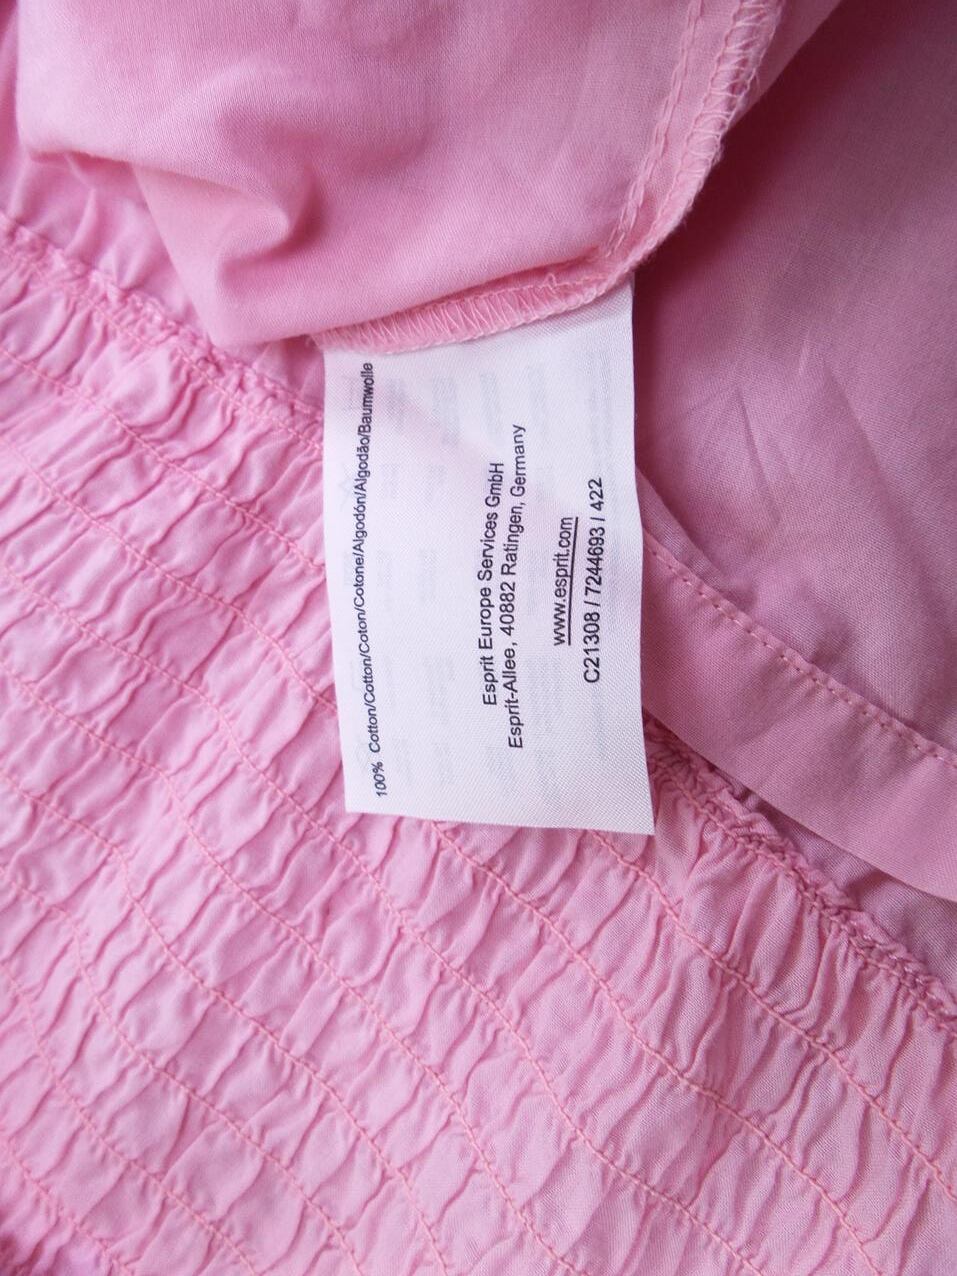 100% Cotton/Cotton/Coton/Cotone/Algodón/Algodão/Baumwolle
Esprit Europe Services GmbH
Esprit-Allee, 40882 Ratingen, Germany
www.esprit.com
C21308 / 7244693 / 422